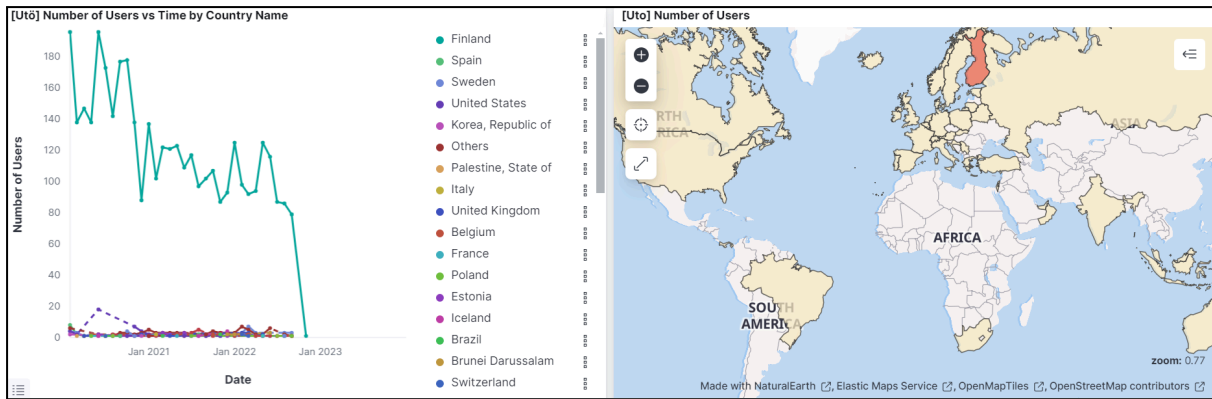 [Utö] Number of Users vs Time by Country Name
Number of Users
180
160
140
120
100
80
60
40
20
0
Jan 2021
Jan 2022
Jan 2023
Date
Finland
Spain
Sweden
United States
Korea, Republic of
Others
Palestine, State of
Italy
United Kingdom
Belgium
France
Poland
Estonia
Iceland
Brazil
Brunei Darussalam
Switzerland
[Uto] Number of Users
NORTH
AMERICA
ASIA
AFRICA
SOUTH
AMERICA
zoom: 0.77
Made with NaturalEarth, Elastic Maps Service, OpenMapTiles, OpenStreetMap contributors